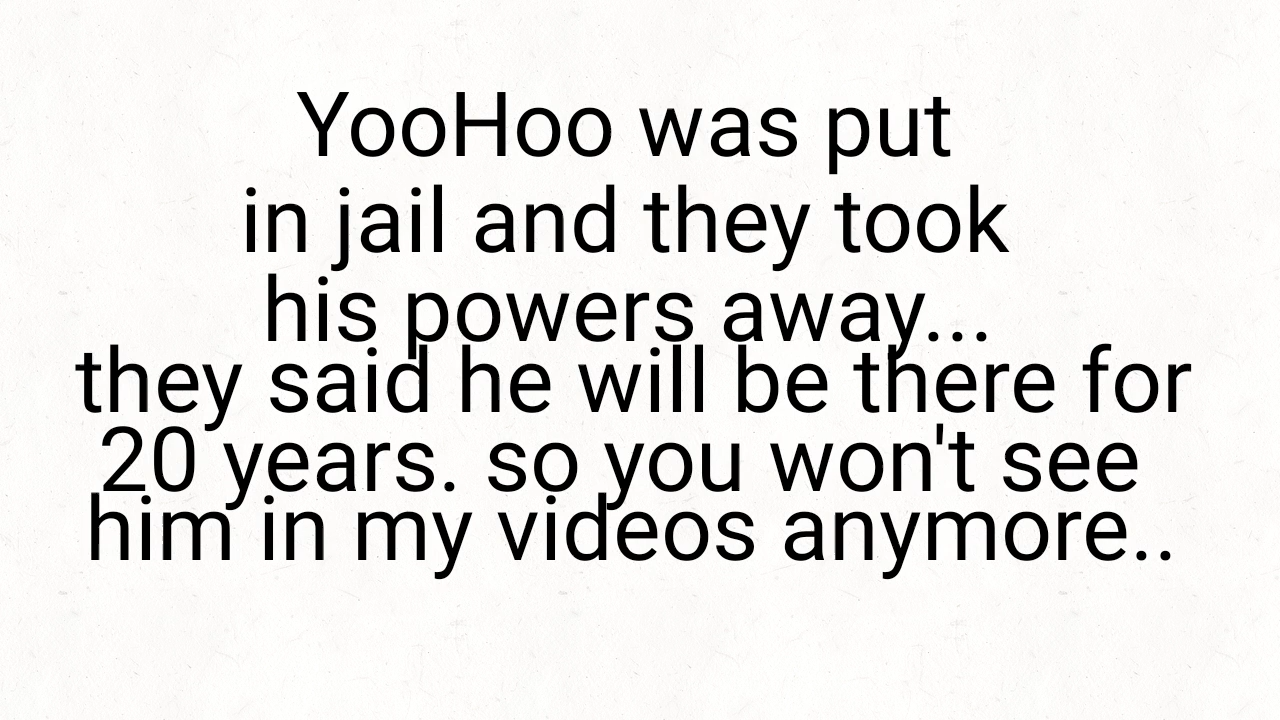 YooHoo was put
in jail and they took
his powers away...
they said he will be there for
20 years. so you won't see
him in my videos anymore..